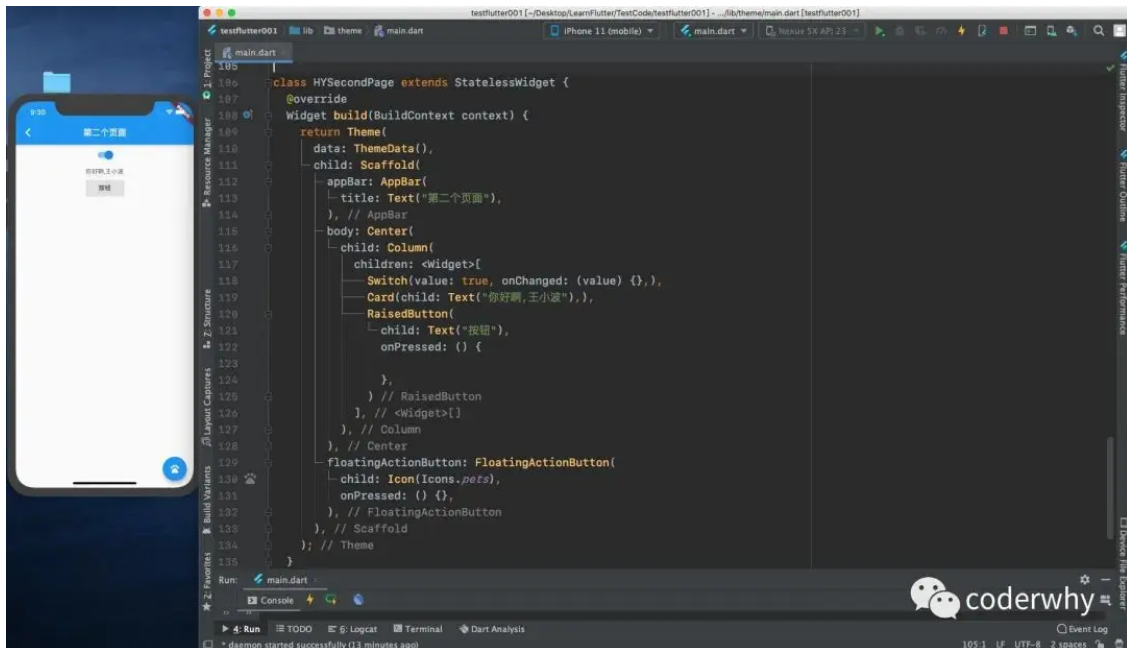 testflutter001 [~/Desktop/LearnFlutter/TestCode/testflutter001] - .../lib/theme/main.dart [testflutter001]
testflutter001 lib theme main.dart iPhone 11 (mobile) main.dart Nexus 5X API 23
main.dart
9:30
第二个页面
你好啊,王小波
按钮
1: Project
Resource Manager
Z: Structure
Layout Captures
Build Variants
2: Favorites
105
106 class HYSecondPage extends StatelessWidget {
107 @override
108 Widget build(BuildContext context) {
109 return Theme(
110 data: ThemeData(),
111 child: Scaffold(
112 appBar: AppBar(
113 title: Text("第二个页面"),
114 ), // AppBar
115 body: Center(
116 child: Column(
117 children: <Widget>[
118 Switch(value: true, onChanged: (value) {},),
119 Card(child: Text("你好啊,王小波"),),
120 RaisedButton(
121 child: Text("按钮"),
122 onPressed: () {
123
124 },
125 ) // RaisedButton
126 ], // <Widget>[]
127 ), // Column
128 ), // Center
129 floatingActionButton: FloatingActionButton(
130 child: Icon(Icons.pets),
131 onPressed: () {},
132 ), // FloatingActionButton
133 ), // Scaffold
134 ); // Theme
135 }
Flutter Inspector
Flutter Outline
Flutter Performance
Device File Explorer
Run: main.dart
Console
coderwhy
4: Run TODO 6: Logcat Terminal Dart Analysis Event Log
* daemon started successfully (13 minutes ago) 105:1 LF UTF-8 2 spaces